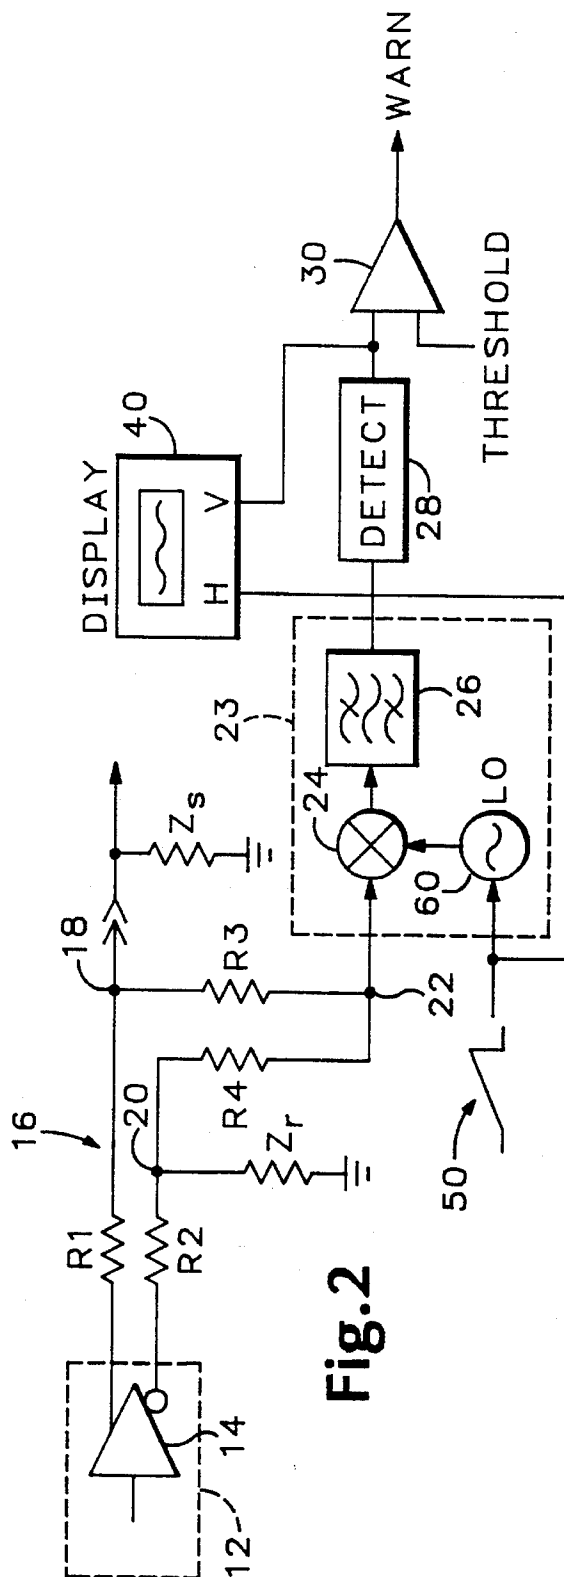 12
14
R1
R2
16
20
Zr
R4
18
R3
Zs
22
50
23
24
60
LO
26
DISPLAY
40
H
V
DETECT
28
30
THRESHOLD
WARN
Fig.2